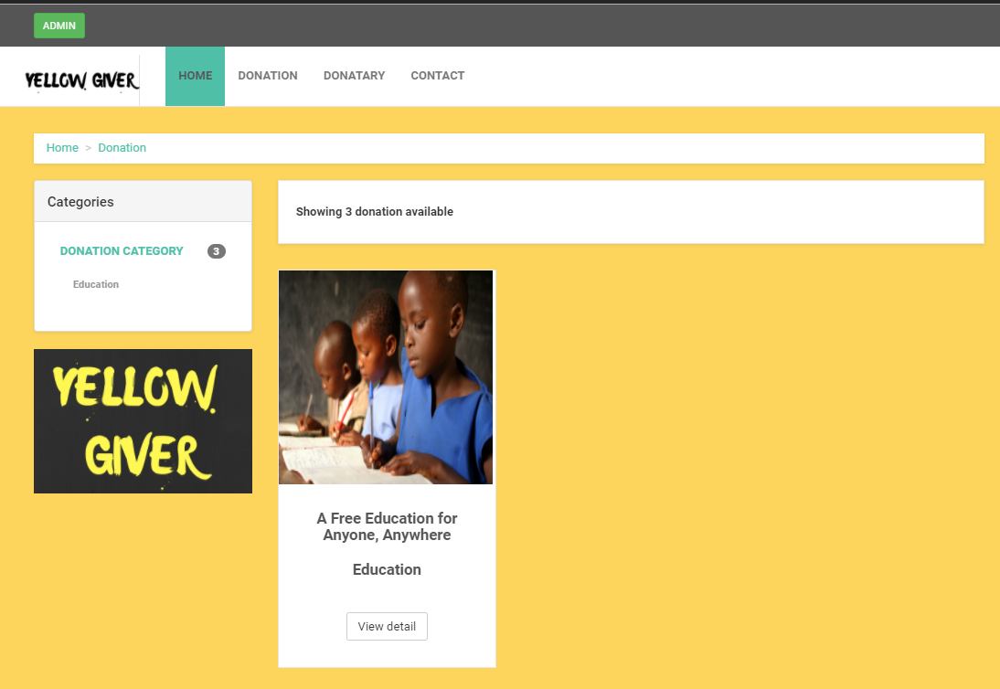 ADMIN
YELLOW GIVER
HOME DONATION DONATARY CONTACT
Home > Donation
Categories
DONATION CATEGORY 3
Education
YELLOW
GIVER
Showing 3 donation available
A Free Education for
Anyone, Anywhere
Education
View detail